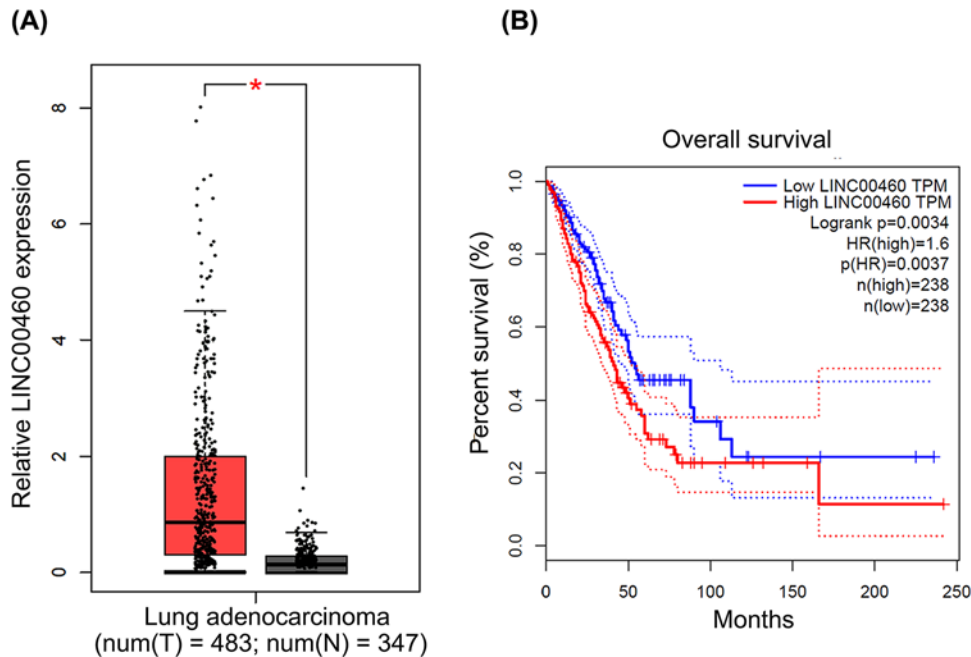 (A)
Relative LINC00460 expression
8
6
4
2
0
*
Lung adenocarcinoma
(num(T) = 483; num(N) = 347)
(B)
Overall survival
Percent survival (%)
1.0
0.8
0.6
0.4
0.2
0.0
Low LINC00460 TPM
High LINC00460 TPM
Logrank p=0.0034
HR(high)=1.6
p(HR)=0.0037
n(high)=238
n(low)=238
0 50 100 150 200 250
Months